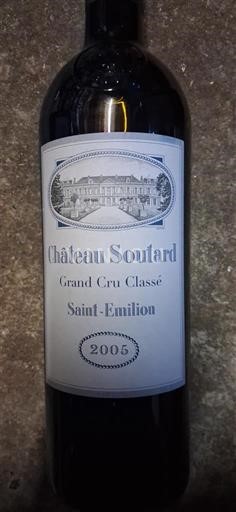 Château Soutard
Grand Cru Classé
Saint-Emilion
2005